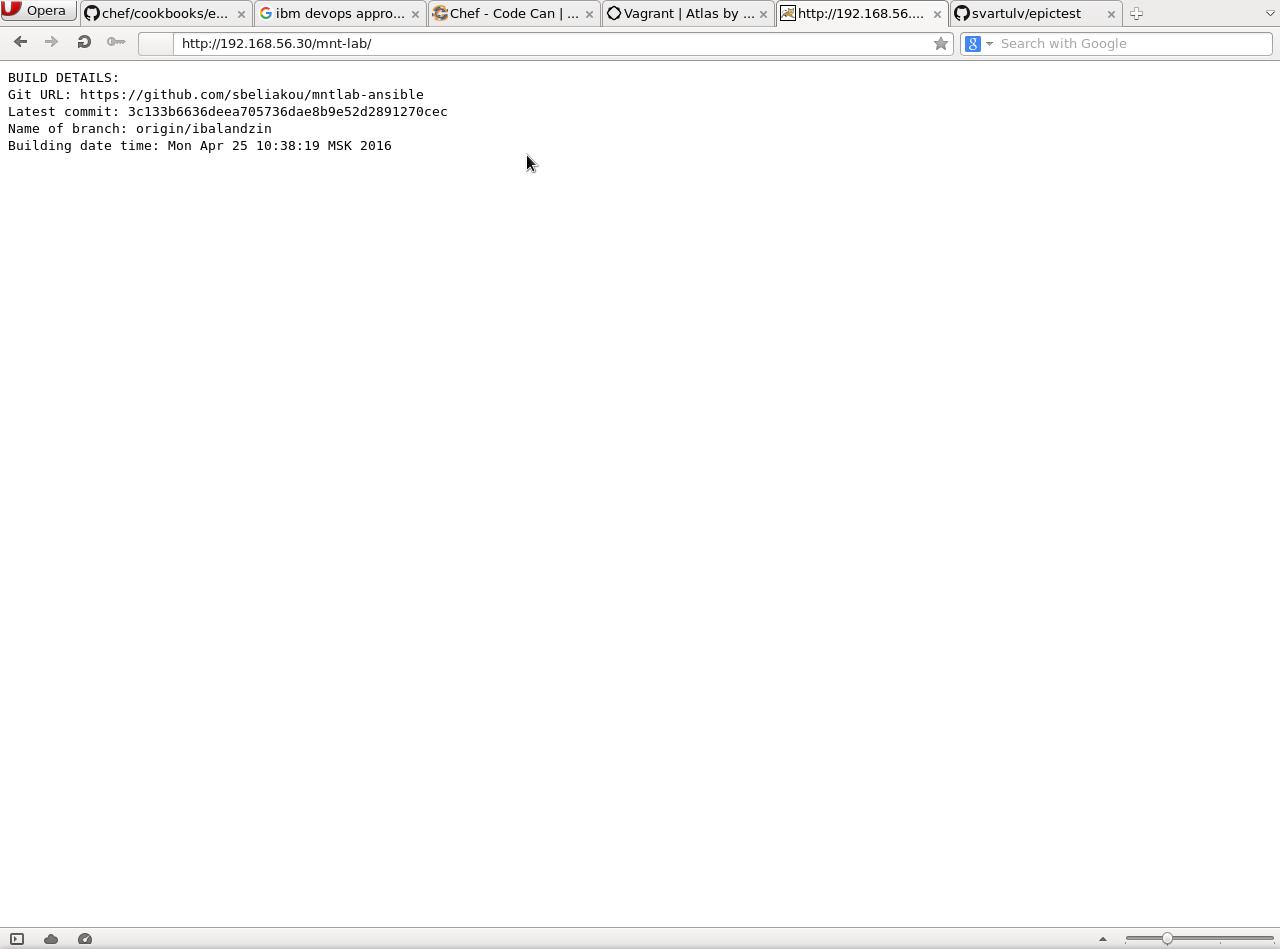 Opera
chef/cookbooks/e...
ibm devops appro...
Chef - Code Can | ...
Vagrant | Atlas by ...
http://192.168.56....
svartulv/epictest
http://192.168.56.30/mnt-lab/
Search with Google
BUILD DETAILS:
Git URL: https://github.com/sbeliakou/mntlab-ansible
Latest commit: 3c133b6636deea705736dae8b9e52d2891270cec
Name of branch: origin/ibalandzin
Building date time: Mon Apr 25 10:38:19 MSK 2016